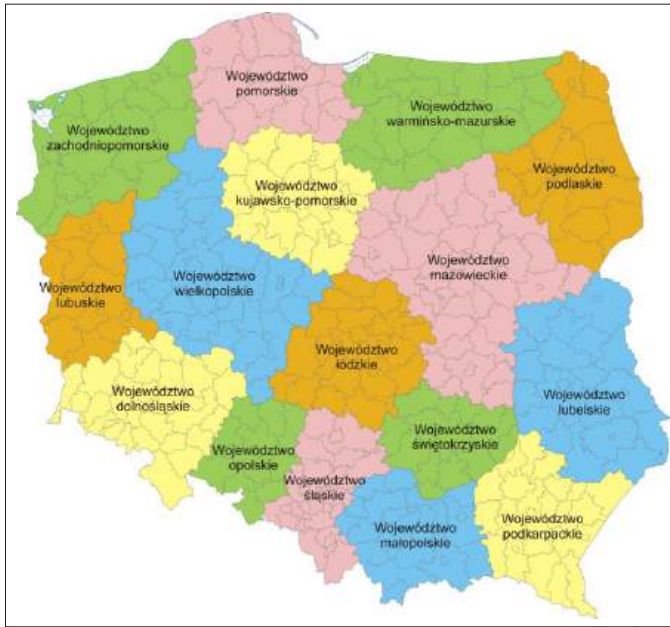 Województwo
pomorskie
Województwo
zachodniopomorskie
Województwo
warmińsko-mazurskie
Województwo
podlaskie
Województwo
kujawsko-pomorskie
Województwo
mazowieckie
Województwo
wielkopolskie
Województwo
lubuskie
Województwo
łódzkie
Województwo
dolnośląskie
Województwo
lubelskie
Województwo
świętokrzyskie
Województwo
opolskie
Województwo
śląskie
Województwo
małopolskie
Województwo
podkarpackie